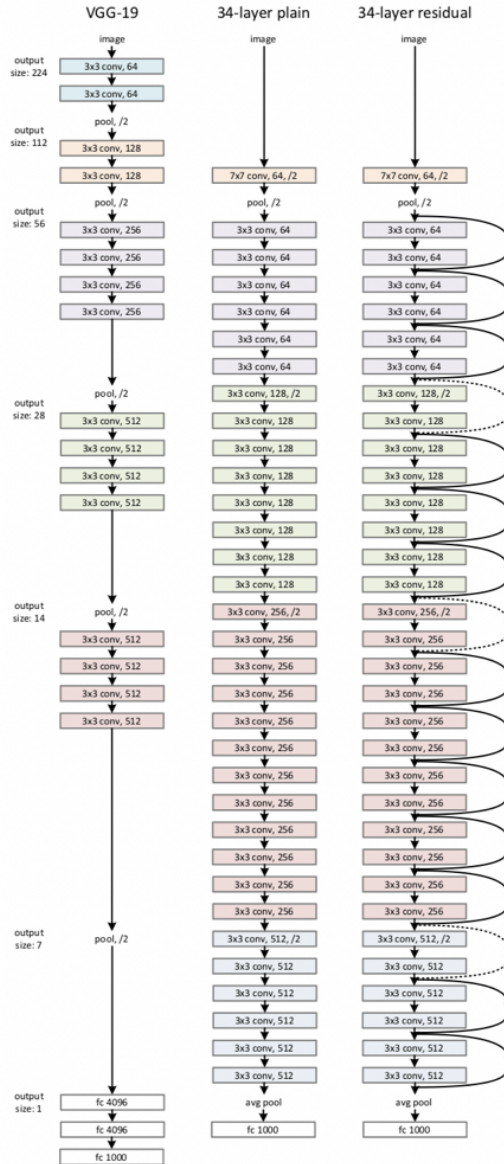 VGG-19
image
output
size: 224
3x3 conv, 64
3x3 conv, 64
pool, /2
output
size: 112
3x3 conv, 128
3x3 conv, 128
pool, /2
output
size: 56
3x3 conv, 256
3x3 conv, 256
3x3 conv, 256
3x3 conv, 256
pool, /2
output
size: 28
3x3 conv, 512
3x3 conv, 512
3x3 conv, 512
3x3 conv, 512
pool, /2
output
size: 14
3x3 conv, 512
3x3 conv, 512
3x3 conv, 512
3x3 conv, 512
output
size: 7
pool, /2
output
size: 1
fc 4096
fc 4096
fc 1000
34-layer plain
image
7x7 conv, 64, /2
pool, /2
3x3 conv, 64
3x3 conv, 64
3x3 conv, 64
3x3 conv, 64
3x3 conv, 64
3x3 conv, 64
3x3 conv, 128, /2
3x3 conv, 128
3x3 conv, 128
3x3 conv, 128
3x3 conv, 128
3x3 conv, 128
3x3 conv, 128
3x3 conv, 128
3x3 conv, 256, /2
3x3 conv, 256
3x3 conv, 256
3x3 conv, 256
3x3 conv, 256
3x3 conv, 256
3x3 conv, 256
3x3 conv, 256
3x3 conv, 256
3x3 conv, 256
3x3 conv, 256
3x3 conv, 256
3x3 conv, 512, /2
3x3 conv, 512
3x3 conv, 512
3x3 conv, 512
3x3 conv, 512
3x3 conv, 512
avg pool
fc 1000
34-layer residual
image
7x7 conv, 64, /2
pool, /2
3x3 conv, 64
3x3 conv, 64
3x3 conv, 64
3x3 conv, 64
3x3 conv, 64
3x3 conv, 64
3x3 conv, 128, /2
3x3 conv, 128
3x3 conv, 128
3x3 conv, 128
3x3 conv, 128
3x3 conv, 128
3x3 conv, 128
3x3 conv, 128
3x3 conv, 256, /2
3x3 conv, 256
3x3 conv, 256
3x3 conv, 256
3x3 conv, 256
3x3 conv, 256
3x3 conv, 256
3x3 conv, 256
3x3 conv, 256
3x3 conv, 256
3x3 conv, 256
3x3 conv, 256
3x3 conv, 512, /2
3x3 conv, 512
3x3 conv, 512
3x3 conv, 512
3x3 conv, 512
3x3 conv, 512
avg pool
fc 1000